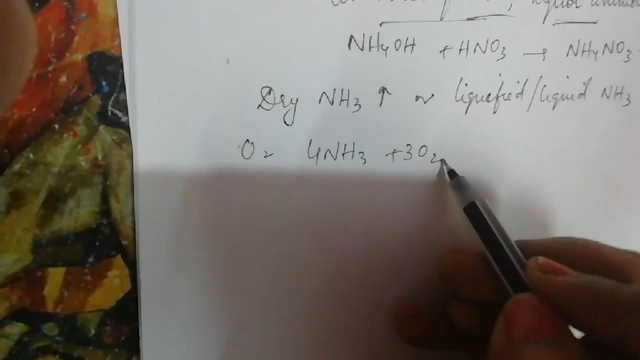 NH4OH + HNO3 → NH4NO3
Dry NH3 ↑ or liquefied/liquid NH3
O2 4NH3 + 3O2